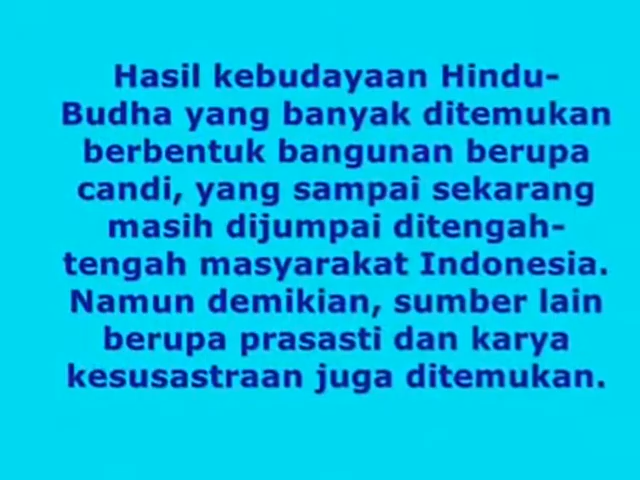 Hasil kebudayaan Hindu-
Budha yang banyak ditemukan
berbentuk bangunan berupa
candi, yang sampai sekarang
masih dijumpai ditengah-
tengah masyarakat Indonesia.
Namun demikian, sumber lain
berupa prasasti dan karya
kesusastraan juga ditemukan.